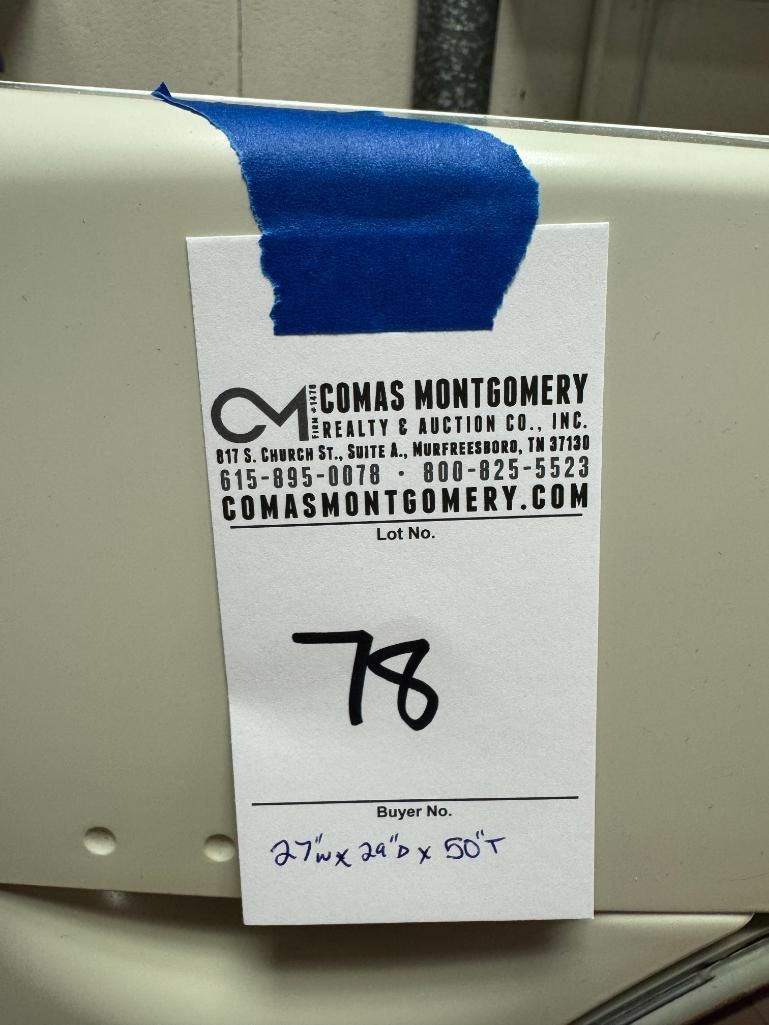 CM FIRM #1478 COMAS MONTGOMERY
REALTY & AUCTION CO., INC.
817 S. CHURCH ST., SUITE A., MURFREESBORO, TN 37130
615-895-0078 · 800-825-5523
COMASMONTGOMERY.COM
Lot No.
78
Buyer No.
27"W x 29"D x 50"T